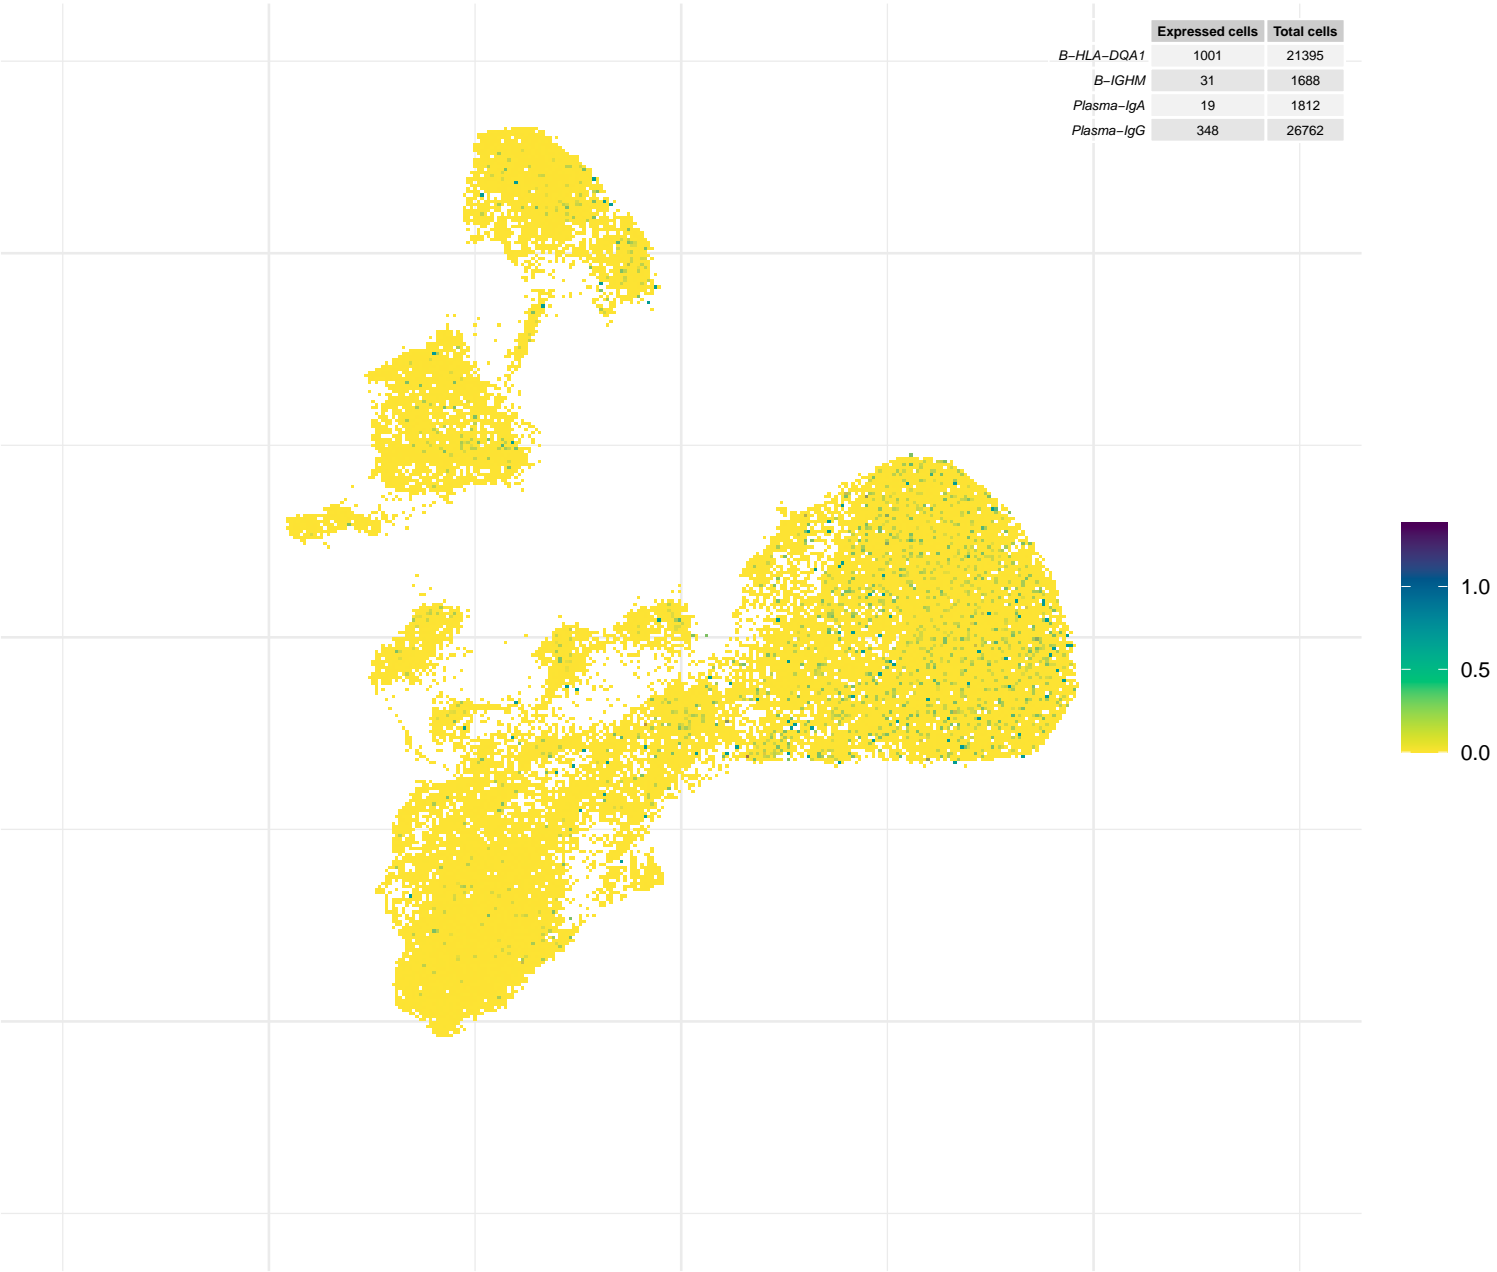 Expressed cells Total cells
B−HLA−DQA1 1001 21395
B−IGHM 31 1688
Plasma−IgA 19 1812
Plasma−IgG 348 26762
1.0
0.5
0.0